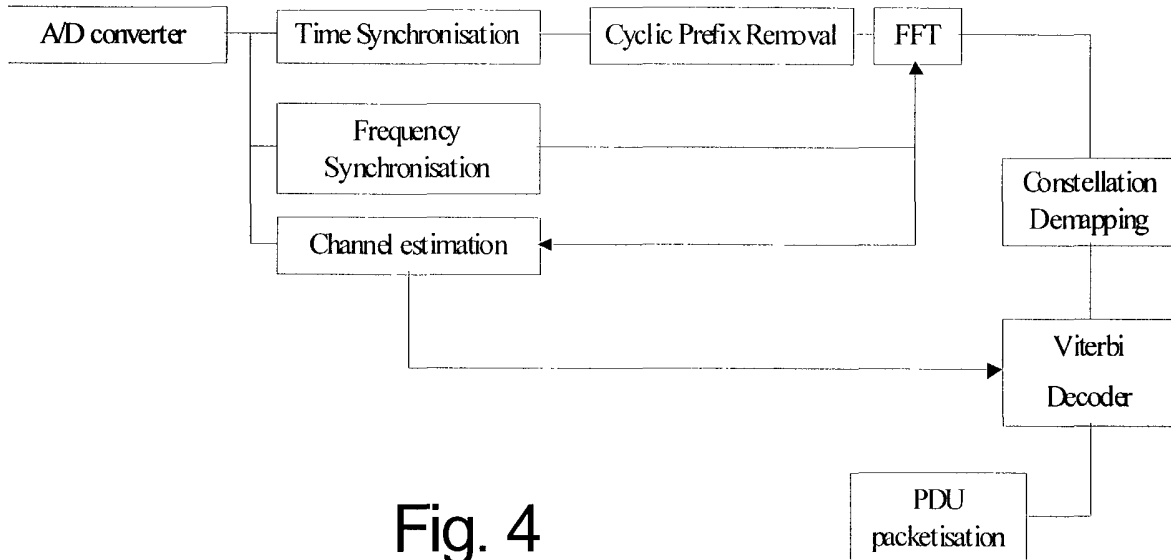 A/D converter
Time Synchronisation
Cyclic Prefix Removal
FFT
Frequency
Synchronisation
Constellation
Demapping
Channel estimation
Viterbi
Decoder
PDU
packetisation
Fig. 4